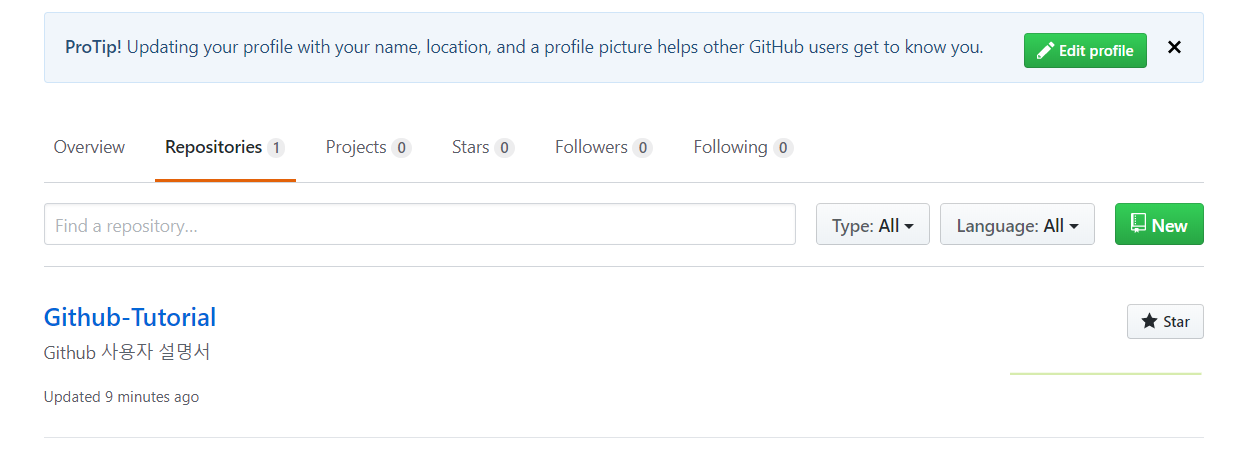 ProTip! Updating your profile with your name, location, and a profile picture helps other GitHub users get to know you. Edit profile
Overview Repositories 1 Projects 0 Stars 0 Followers 0 Following 0
Find a repository... Type: All Language: All New
Github-Tutorial Star
Github 사용자 설명서
Updated 9 minutes ago